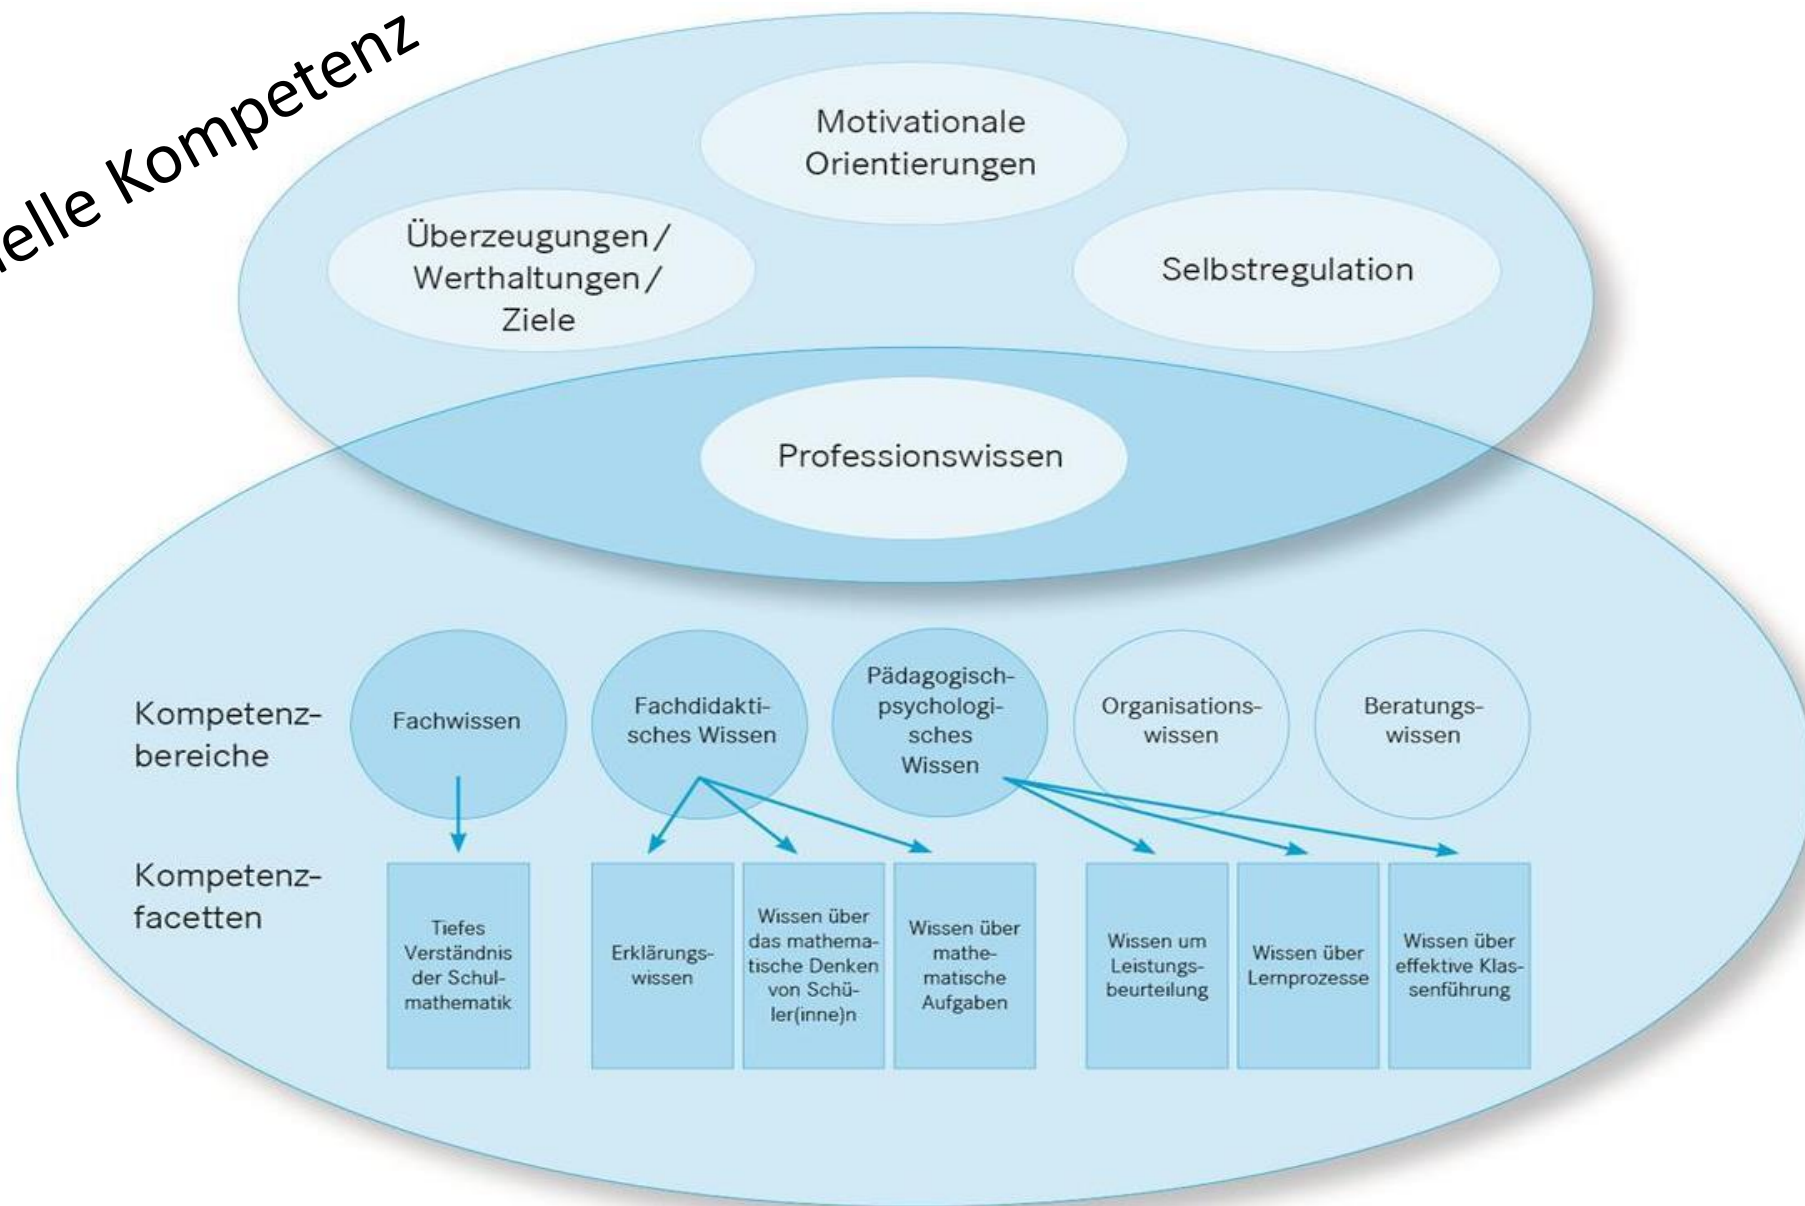 elle Kompetenz
Motivationale
Orientierungen
Überzeugungen /
Werthaltungen /
Ziele
Selbstregulation
Professionswissen
Kompetenz-
bereiche
Fachwissen
Fachdidakti-
sches Wissen
Pädagogisch-
psychologi-
sches
Wissen
Organisations-
wissen
Beratungs-
wissen
Kompetenz-
facetten
Tiefes
Verständnis
der Schul-
mathematik
Erklärungs-
wissen
Wissen über
das mathema-
tische Denken
von Schü-
ler(inne)n
Wissen über
mathe-
matische
Aufgaben
Wissen um
Leistungs-
beurteilung
Wissen über
Lernprozesse
Wissen über
effektive Klas-
senführung